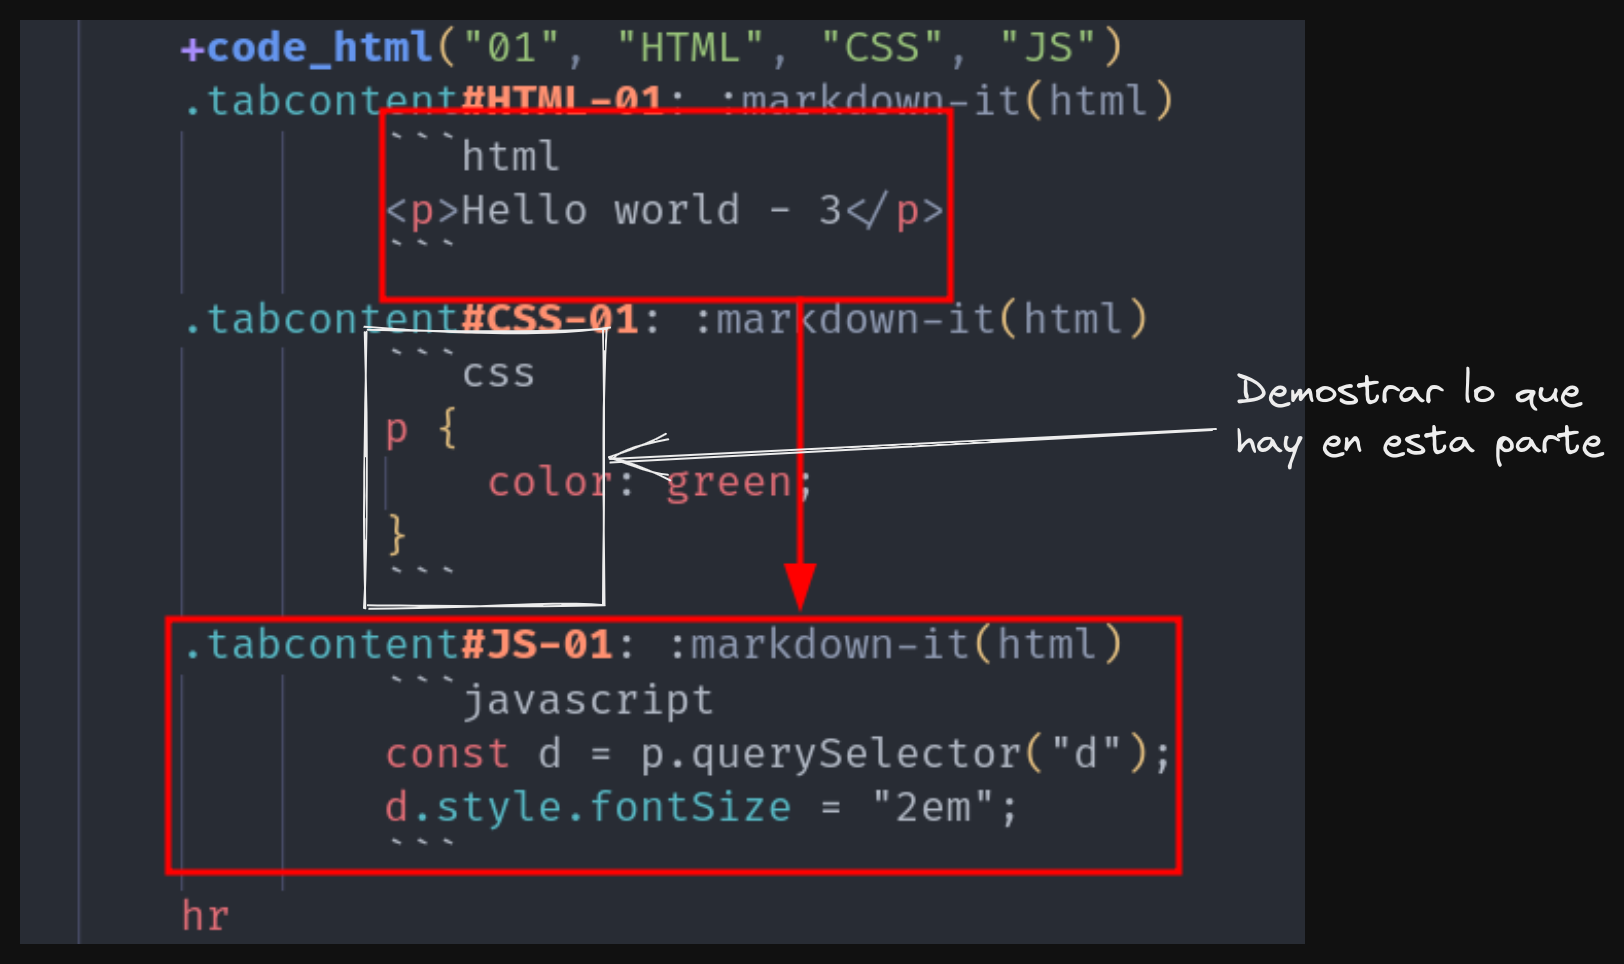 +code_html("01", "HTML", "CSS", "JS")
.tabcontent#HTML-01: :markdown-it(html)
```html
<p>Hello world - 3</p>
```
.tabcontent#CSS-01: :markdown-it(html)
```css
p {
color: green;
}
```
Demostrar lo que
hay en esta parte
.tabcontent#JS-01: :markdown-it(html)
```javascript
const d = p.querySelector("d");
d.style.fontSize = "2em";
```
hr